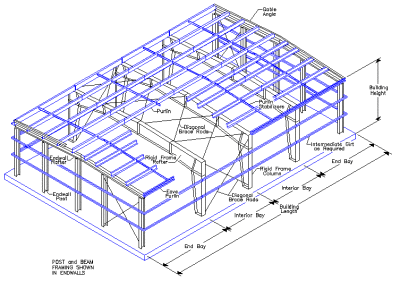 Gable
Angle
Building
Height
Purlin
Purlin
Stabilizers
Diagonal
Brace Rods
Intermediate Girt
as Required
Endwall
Rafter
Rigid Frame
Rafter
End Bay
Rigid Frame
Column
Interior Bay
Endwall
Post
Eave
Purlin
Diagonal
Brace Rods
Building
Length
Interior Bay
End Bay
POST and BEAM
FRAMING SHOWN
IN ENDWALLS